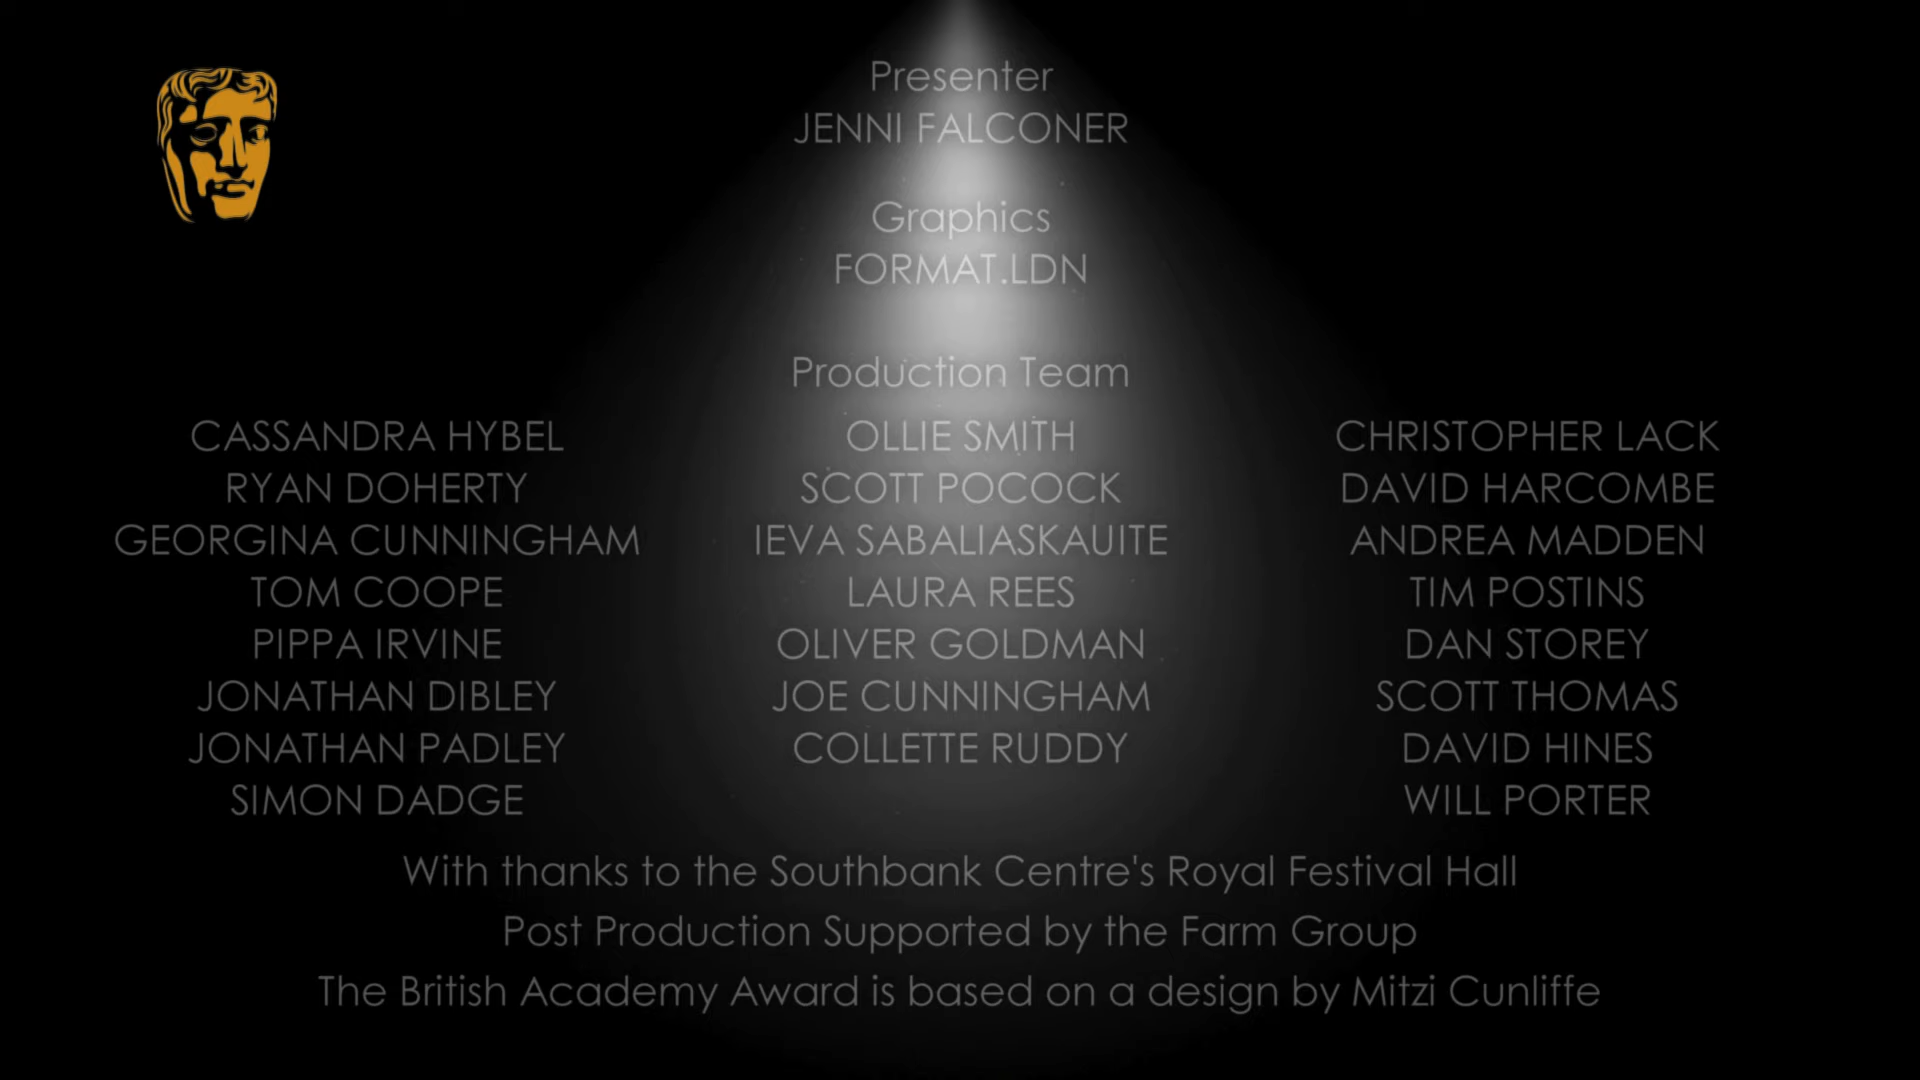 Presenter
JENNI FALCONER
Graphics
FORMAT.LDN
Production Team
CASSANDRA HYBEL
RYAN DOHERTY
GEORGINA CUNNINGHAM
TOM COOPE
PIPPA IRVINE
JONATHAN DIBLEY
JONATHAN PADLEY
SIMON DADGE
OLLIE SMITH
SCOTT POCOCK
IEVA SABALIASKAUITE
LAURA REES
OLIVER GOLDMAN
JOE CUNNINGHAM
COLLETTE RUDDY
CHRISTOPHER LACK
DAVID HARCOMBE
ANDREA MADDEN
TIM POSTINS
DAN STOREY
SCOTT THOMAS
DAVID HINES
WILL PORTER
With thanks to the Southbank Centre's Royal Festival Hall
Post Production Supported by the Farm Group
The British Academy Award is based on a design by Mitzi Cunliffe